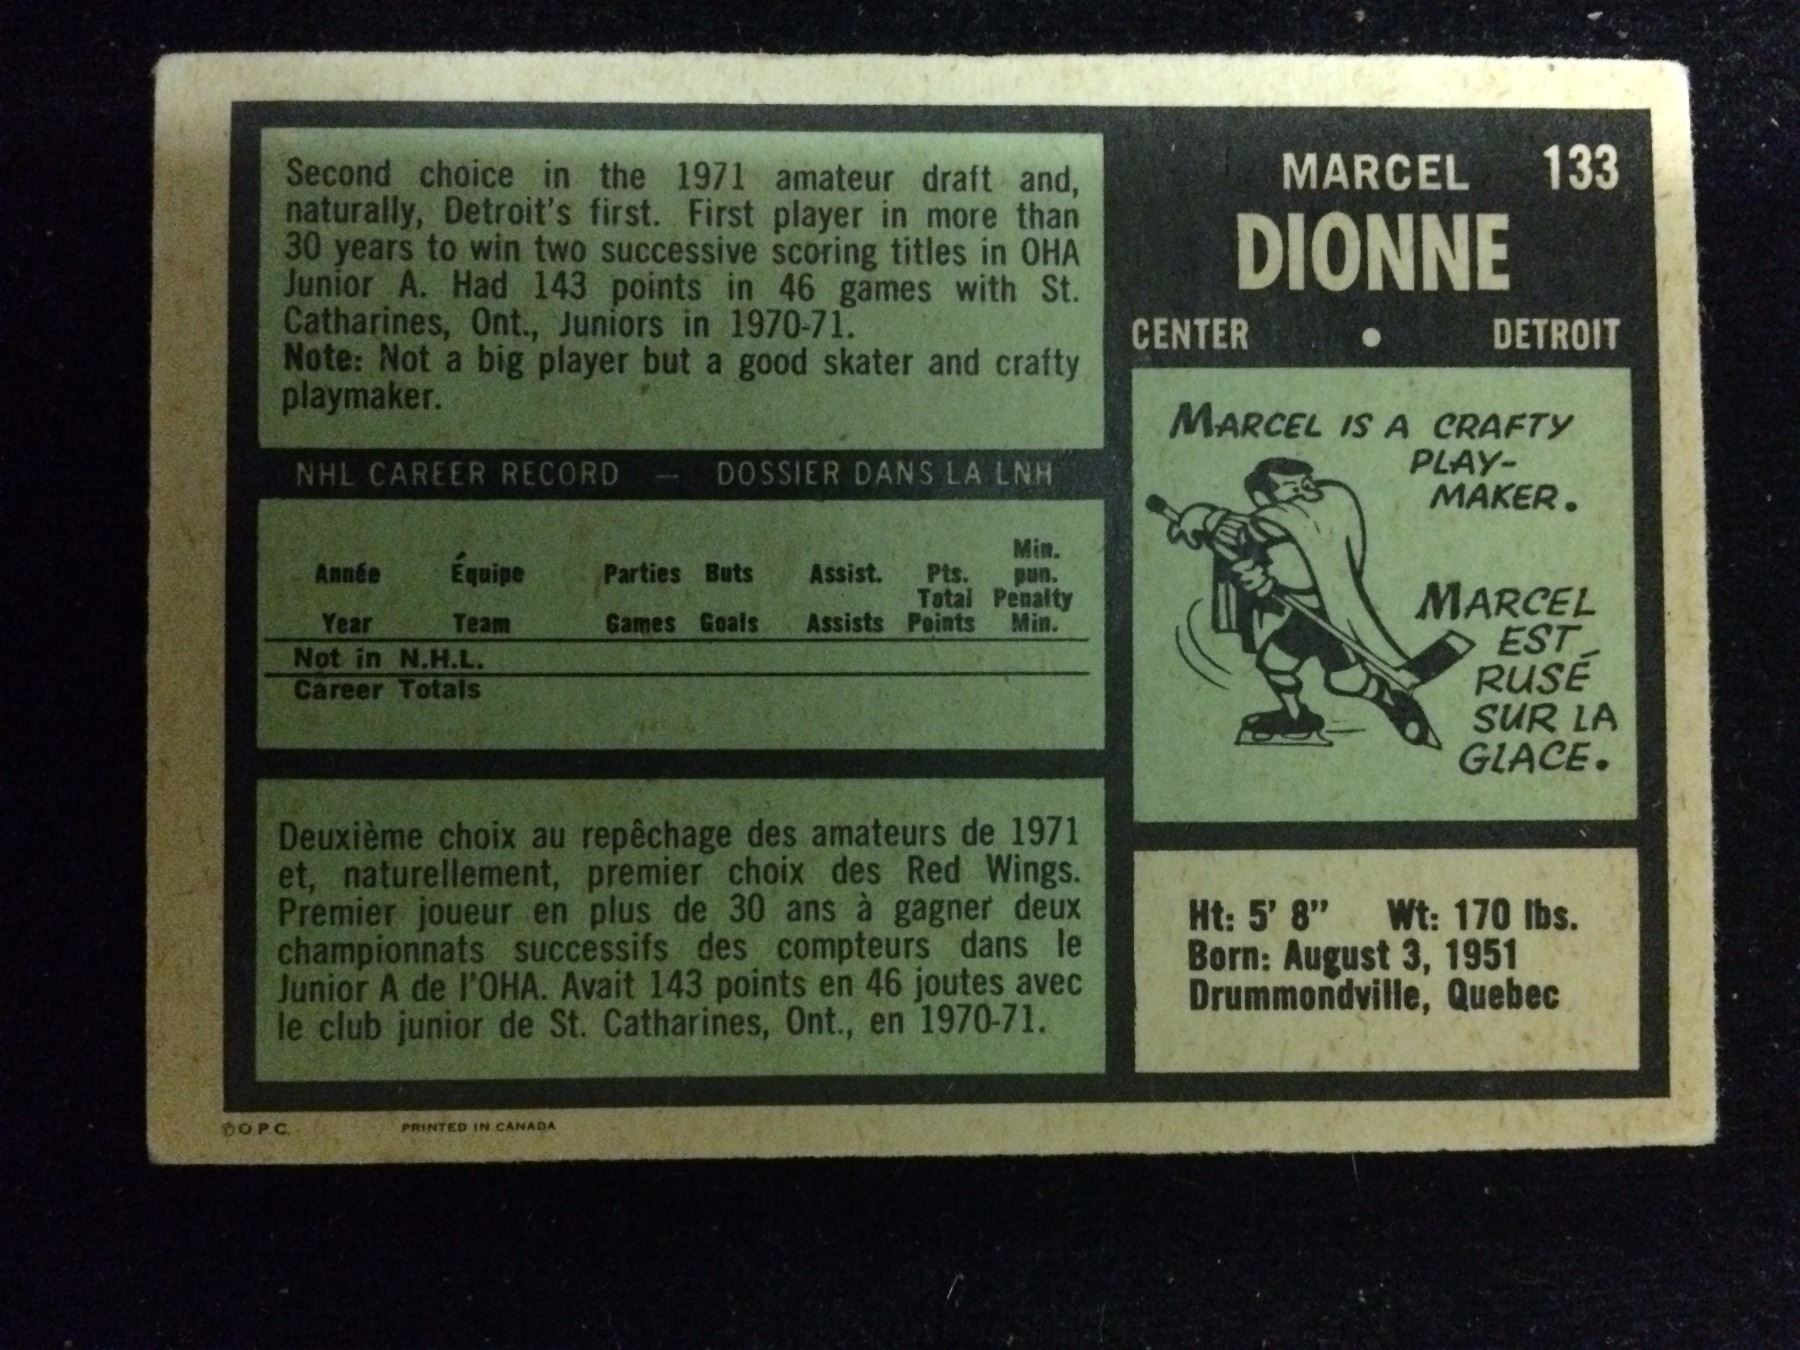 Second choice in the 1971 amateur draft and,
naturally, Detroit's first. First player in more than
30 years to win two successive scoring titles in OHA
Junior A. Had 143 points in 46 games with St.
Catharines, Ont., Juniors in 1970-71.
Note: Not a big player but a good skater and crafty
playmaker.
NHL CAREER RECORD — DOSSIER DANS LA LNH
Année Équipe Parties Buts Assist. Pts. Min. pun.
Year Team Games Goals Assists Total Points Penalty Min.
Not in N.H.L.
Career Totals
Deuxième choix au repêchage des amateurs de 1971
et, naturellement, premier choix des Red Wings.
Premier joueur en plus de 30 ans à gagner deux
championnats successifs des compteurs dans le
Junior A de l'OHA. Avait 143 points en 46 joutes avec
le club junior de St. Catharines, Ont., en 1970-71.
MARCEL 133
DIONNE
CENTER • DETROIT
MARCEL IS A CRAFTY
PLAY-
MAKER.
MARCEL
EST
RUSÉ
SUR LA
GLACE.
Ht: 5' 8" Wt: 170 lbs.
Born: August 3, 1951
Drummondville, Quebec
©O P C. PRINTED IN CANADA